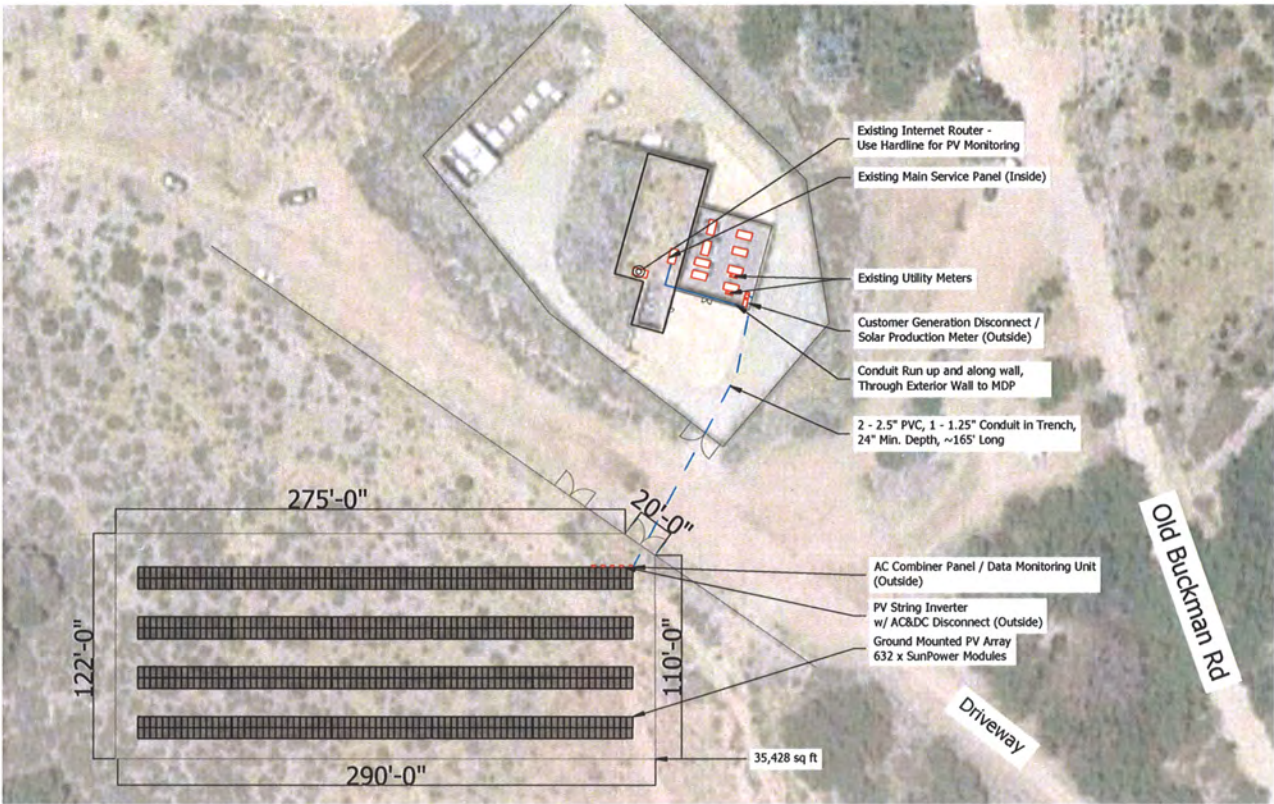 Existing Internet Router -
Use Hardline for PV Monitoring
Existing Main Service Panel (Inside)
Existing Utility Meters
Customer Generation Disconnect /
Solar Production Meter (Outside)
Conduit Run up and along wall,
Through Exterior Wall to MDP
2 - 2.5" PVC, 1 - 1.25" Conduit in Trench,
24" Min. Depth, ~165' Long
275'-0"
20'-0"
AC Combiner Panel / Data Monitoring Unit
(Outside)
PV String Inverter
w/ AC&DC Disconnect (Outside)
Ground Mounted PV Array
632 x SunPower Modules
122'-0"
110'-0"
290'-0"
35,428 sq ft
Driveway
Old Buckman Rd